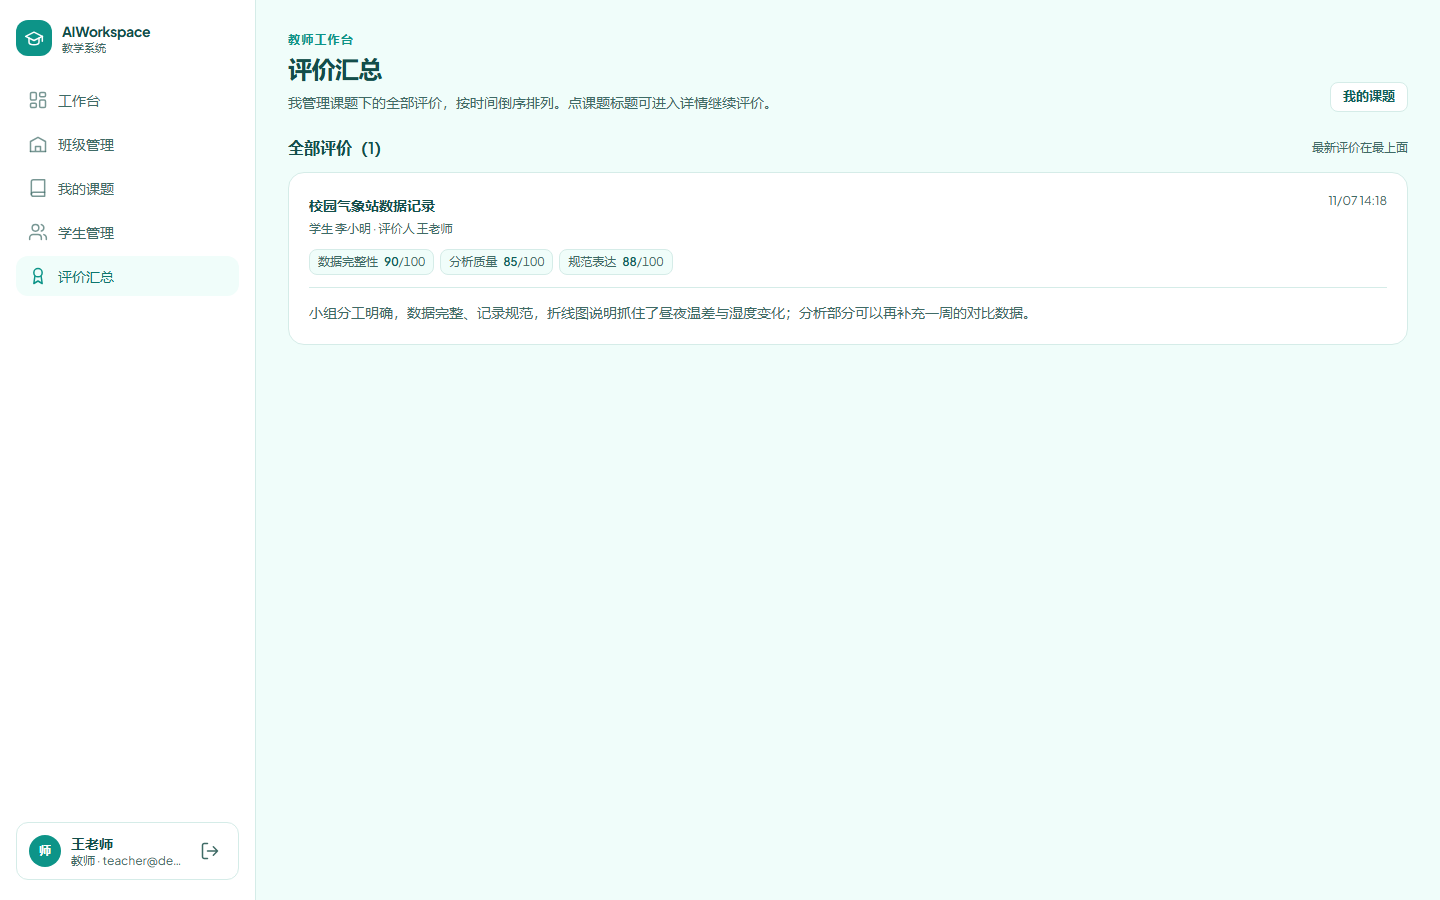 AIWorkspace
教学系统
工作台
班级管理
我的课题
学生管理
评价汇总
师
王老师
教师 · teacher@de...
教师工作台
评价汇总
我管理课题下的全部评价，按时间倒序排列。点课题标题可进入详情继续评价。
我的课题
全部评价（1）
最新评价在最上面
校园气象站数据记录
11/07 14:18
学生 李小明 · 评价人 王老师
数据完整性 90/100
分析质量 85/100
规范表达 88/100
小组分工明确，数据完整、记录规范，折线图说明抓住了昼夜温差与湿度变化；分析部分可以再补充一周的对比数据。